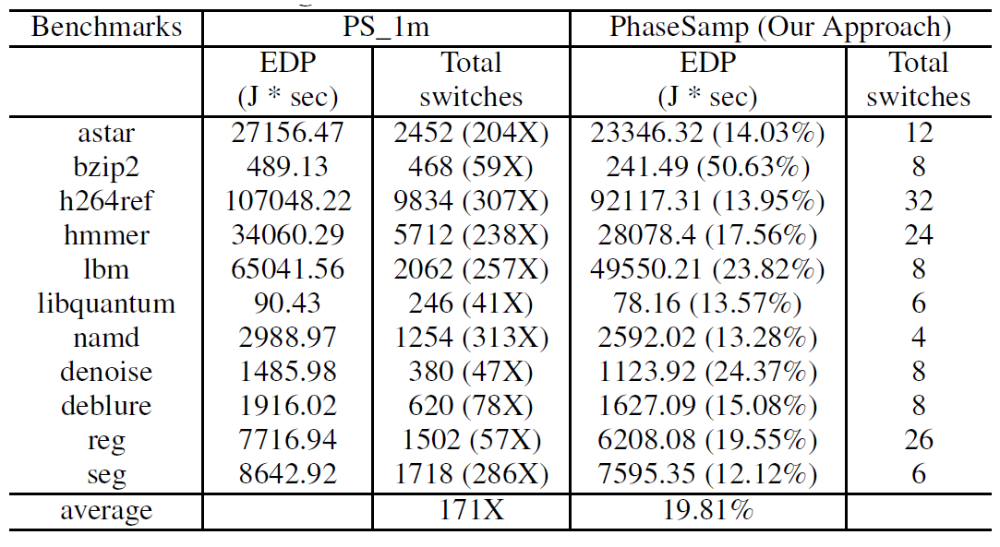 Benchmarks PS_1m PhaseSamp (Our Approach)
EDP Total EDP Total
(J * sec) switches (J * sec) switches
astar 27156.47 2452 (204X) 23346.32 (14.03%) 12
bzip2 489.13 468 (59X) 241.49 (50.63%) 8
h264ref 107048.22 9834 (307X) 92117.31 (13.95%) 32
hmmer 34060.29 5712 (238X) 28078.4 (17.56%) 24
lbm 65041.56 2062 (257X) 49550.21 (23.82%) 8
libquantum 90.43 246 (41X) 78.16 (13.57%) 6
namd 2988.97 1254 (313X) 2592.02 (13.28%) 4
denoise 1485.98 380 (47X) 1123.92 (24.37%) 8
deblure 1916.02 620 (78X) 1627.09 (15.08%) 8
reg 7716.94 1502 (57X) 6208.08 (19.55%) 26
seg 8642.92 1718 (286X) 7595.35 (12.12%) 6
average 171X 19.81%